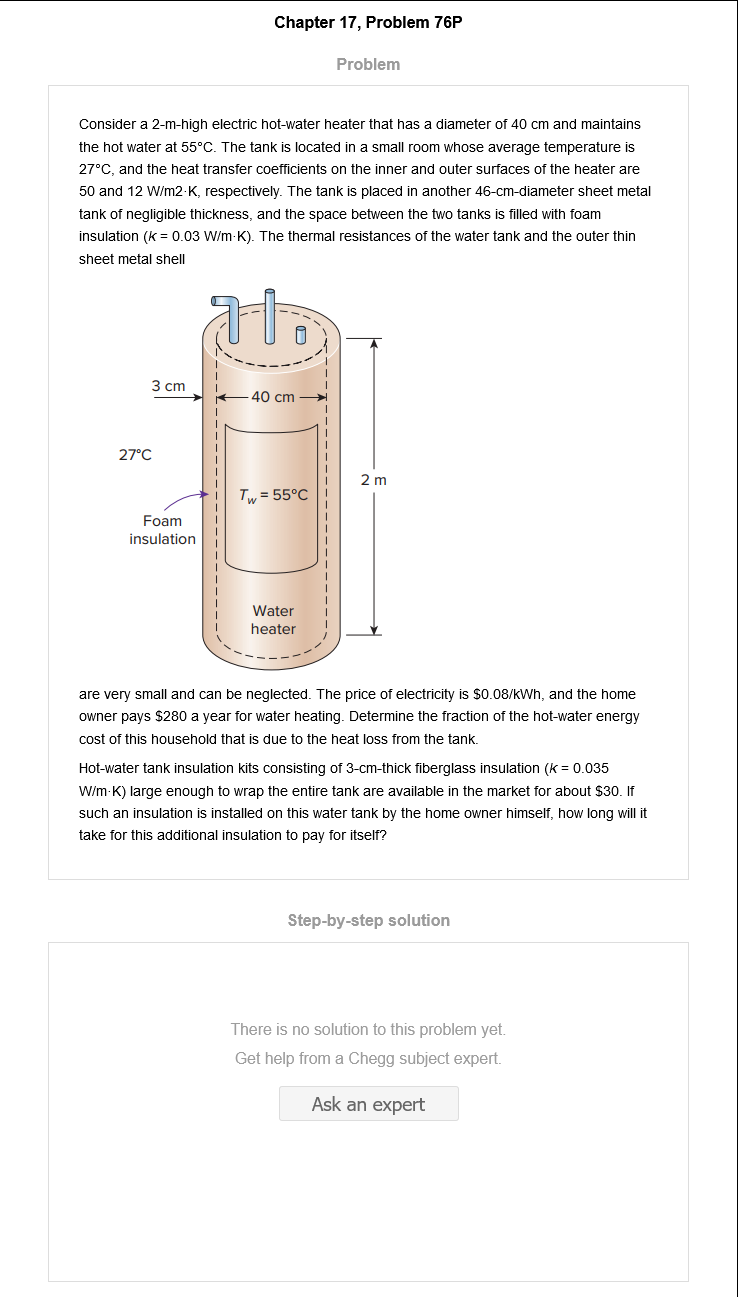 Chapter 17, Problem 76P
Problem
Consider a 2-m-high electric hot-water heater that has a diameter of 40 cm and maintains
the hot water at 55°C. The tank is located in a small room whose average temperature is
27°C, and the heat transfer coefficients on the inner and outer surfaces of the heater are
50 and 12 W/m2·K, respectively. The tank is placed in another 46-cm-diameter sheet metal
tank of negligible thickness, and the space between the two tanks is filled with foam
insulation (k = 0.03 W/m·K). The thermal resistances of the water tank and the outer thin
sheet metal shell
3 cm
40 cm
27°C
2 m
Tw = 55°C
Foam
insulation
Water
heater
are very small and can be neglected. The price of electricity is $0.08/kWh, and the home
owner pays $280 a year for water heating. Determine the fraction of the hot-water energy
cost of this household that is due to the heat loss from the tank.
Hot-water tank insulation kits consisting of 3-cm-thick fiberglass insulation (k = 0.035
W/m·K) large enough to wrap the entire tank are available in the market for about $30. If
such an insulation is installed on this water tank by the home owner himself, how long will it
take for this additional insulation to pay for itself?
Step-by-step solution
There is no solution to this problem yet.
Get help from a Chegg subject expert.
Ask an expert